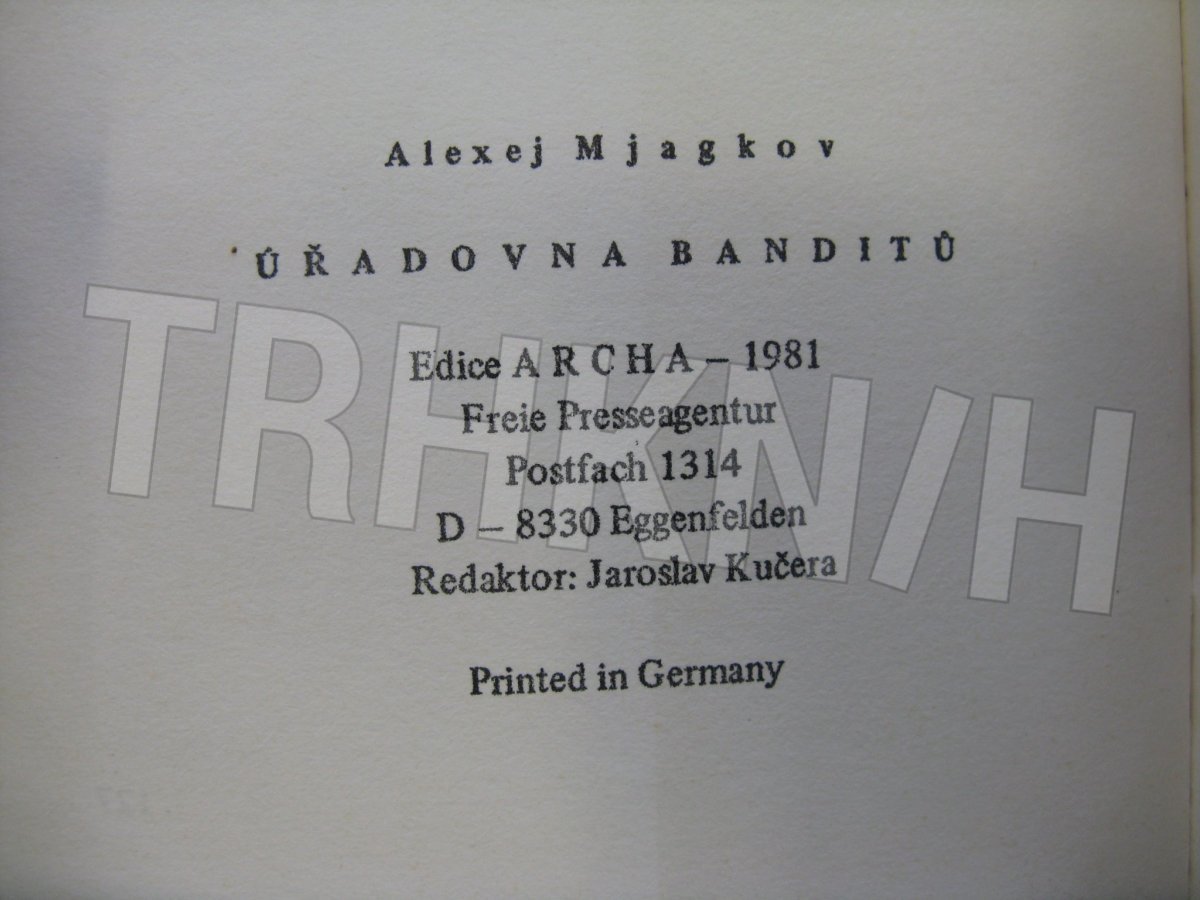 Alexej Mjagkov
ÚŘADOVNA BANDITŮ
Edice ARCHA – 1981
Freie Presseagentur
Postfach 1314
D – 8330 Eggenfelden
Redaktor: Jaroslav Kučera
Printed in Germany
TRHKN/H